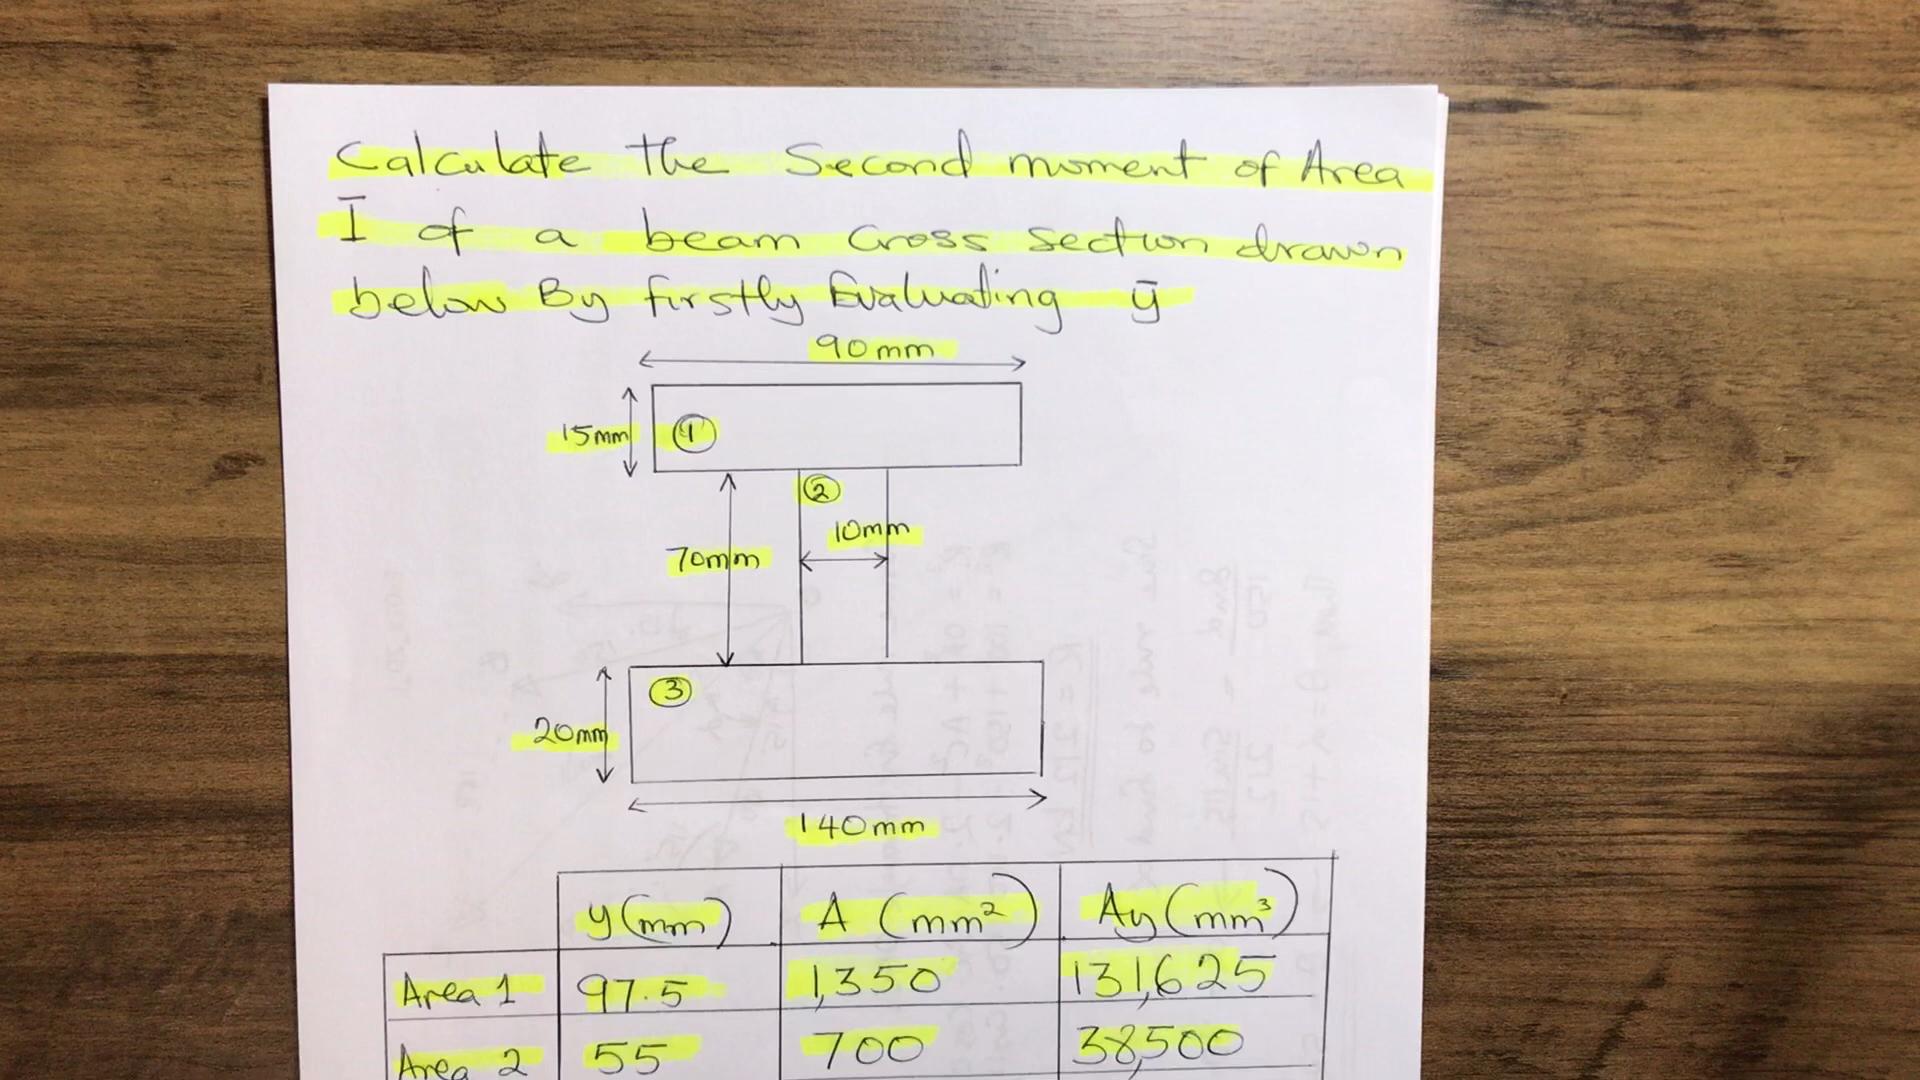 Calculate the Second moment of Area
Ī of a beam Cross Section drawn
below By firstly Evaluating ȳ
90mm
15mm
1
2
10mm
70mm
3
20mm
140mm
y(mm) A (mm²) Ay(mm³)
Area 1 97.5 1,350 131,625
Area 2 55 700 38,500